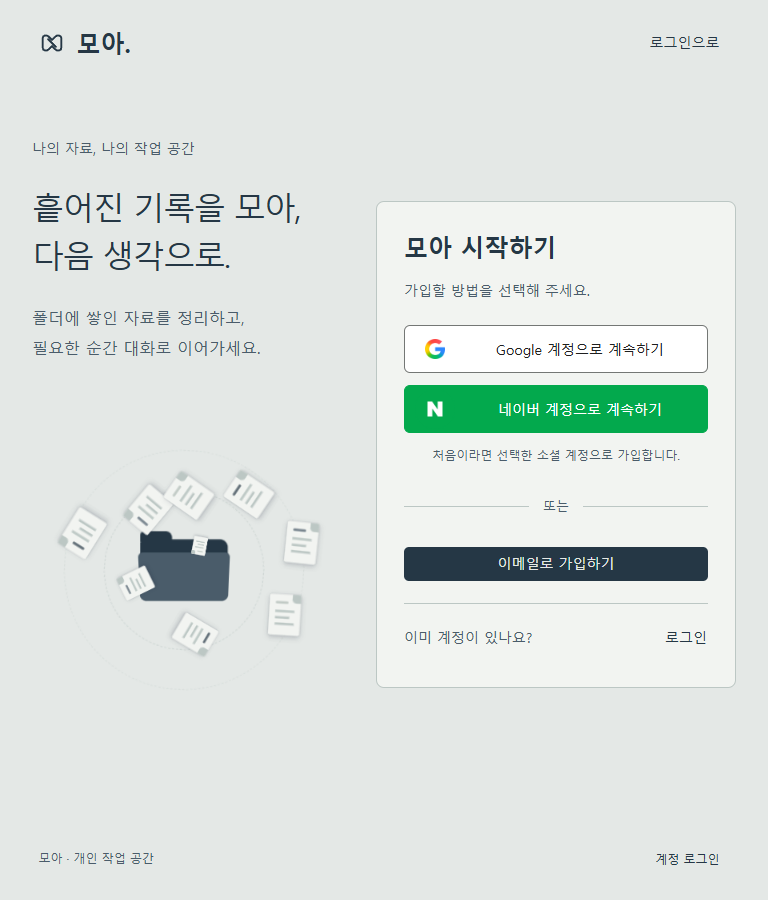 모아.
로그인으로
나의 자료, 나의 작업 공간
흩어진 기록을 모아,
다음 생각으로.
폴더에 쌓인 자료를 정리하고,
필요한 순간 대화로 이어가세요.
모아 시작하기
가입할 방법을 선택해 주세요.
Google 계정으로 계속하기
네이버 계정으로 계속하기
처음이라면 선택한 소셜 계정으로 가입합니다.
또는
이메일로 가입하기
이미 계정이 있나요?
로그인
모아 · 개인 작업 공간
계정 로그인